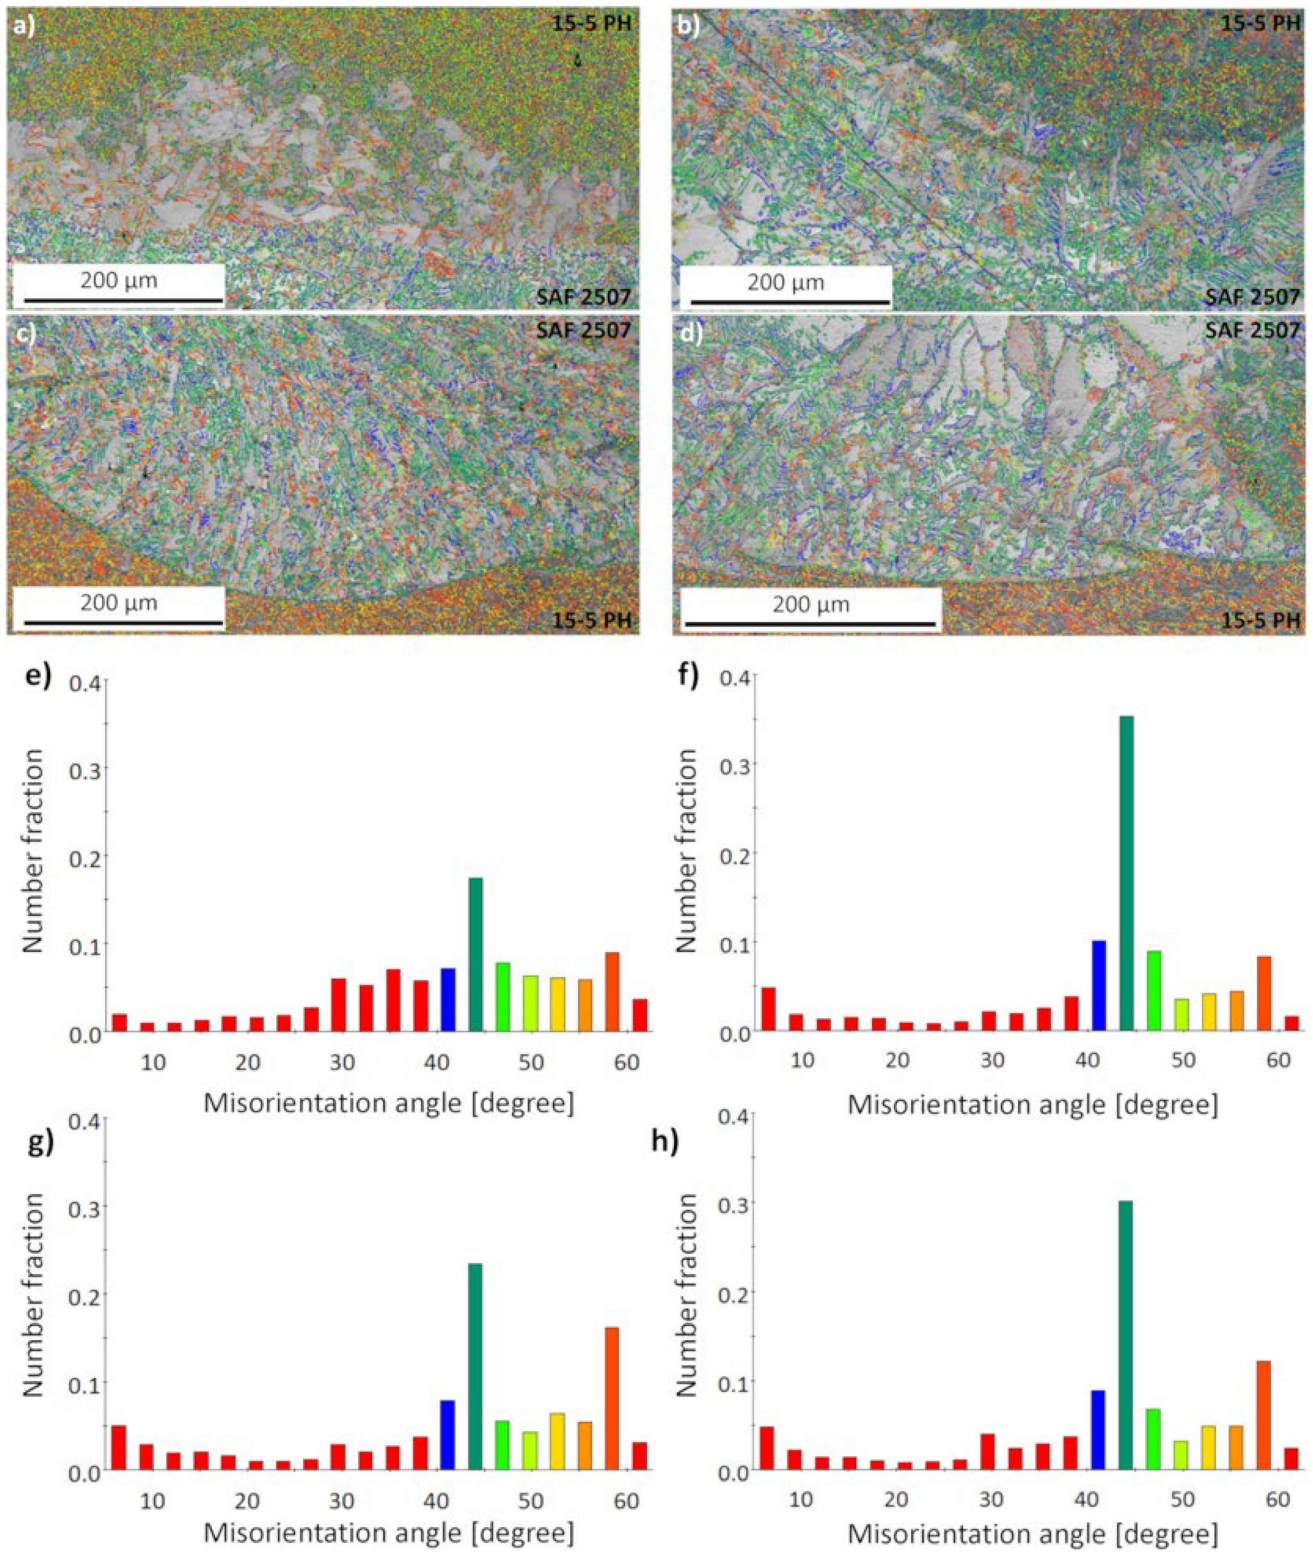 a) 15-5 PH
200 µm
SAF 2507
b) 15-5 PH
200 µm
SAF 2507
c) SAF 2507
200 µm
15-5 PH
d) SAF 2507
200 µm
15-5 PH
e)
Number fraction
0.4
0.3
0.2
0.1
0.0
10 20 30 40 50 60
Misorientation angle [degree]
f)
Number fraction
0.4
0.3
0.2
0.1
0.0
10 20 30 40 50 60
Misorientation angle [degree]
g)
Number fraction
0.4
0.3
0.2
0.1
0.0
10 20 30 40 50 60
Misorientation angle [degree]
h)
Number fraction
0.4
0.3
0.2
0.1
0.0
10 20 30 40 50 60
Misorientation angle [degree]